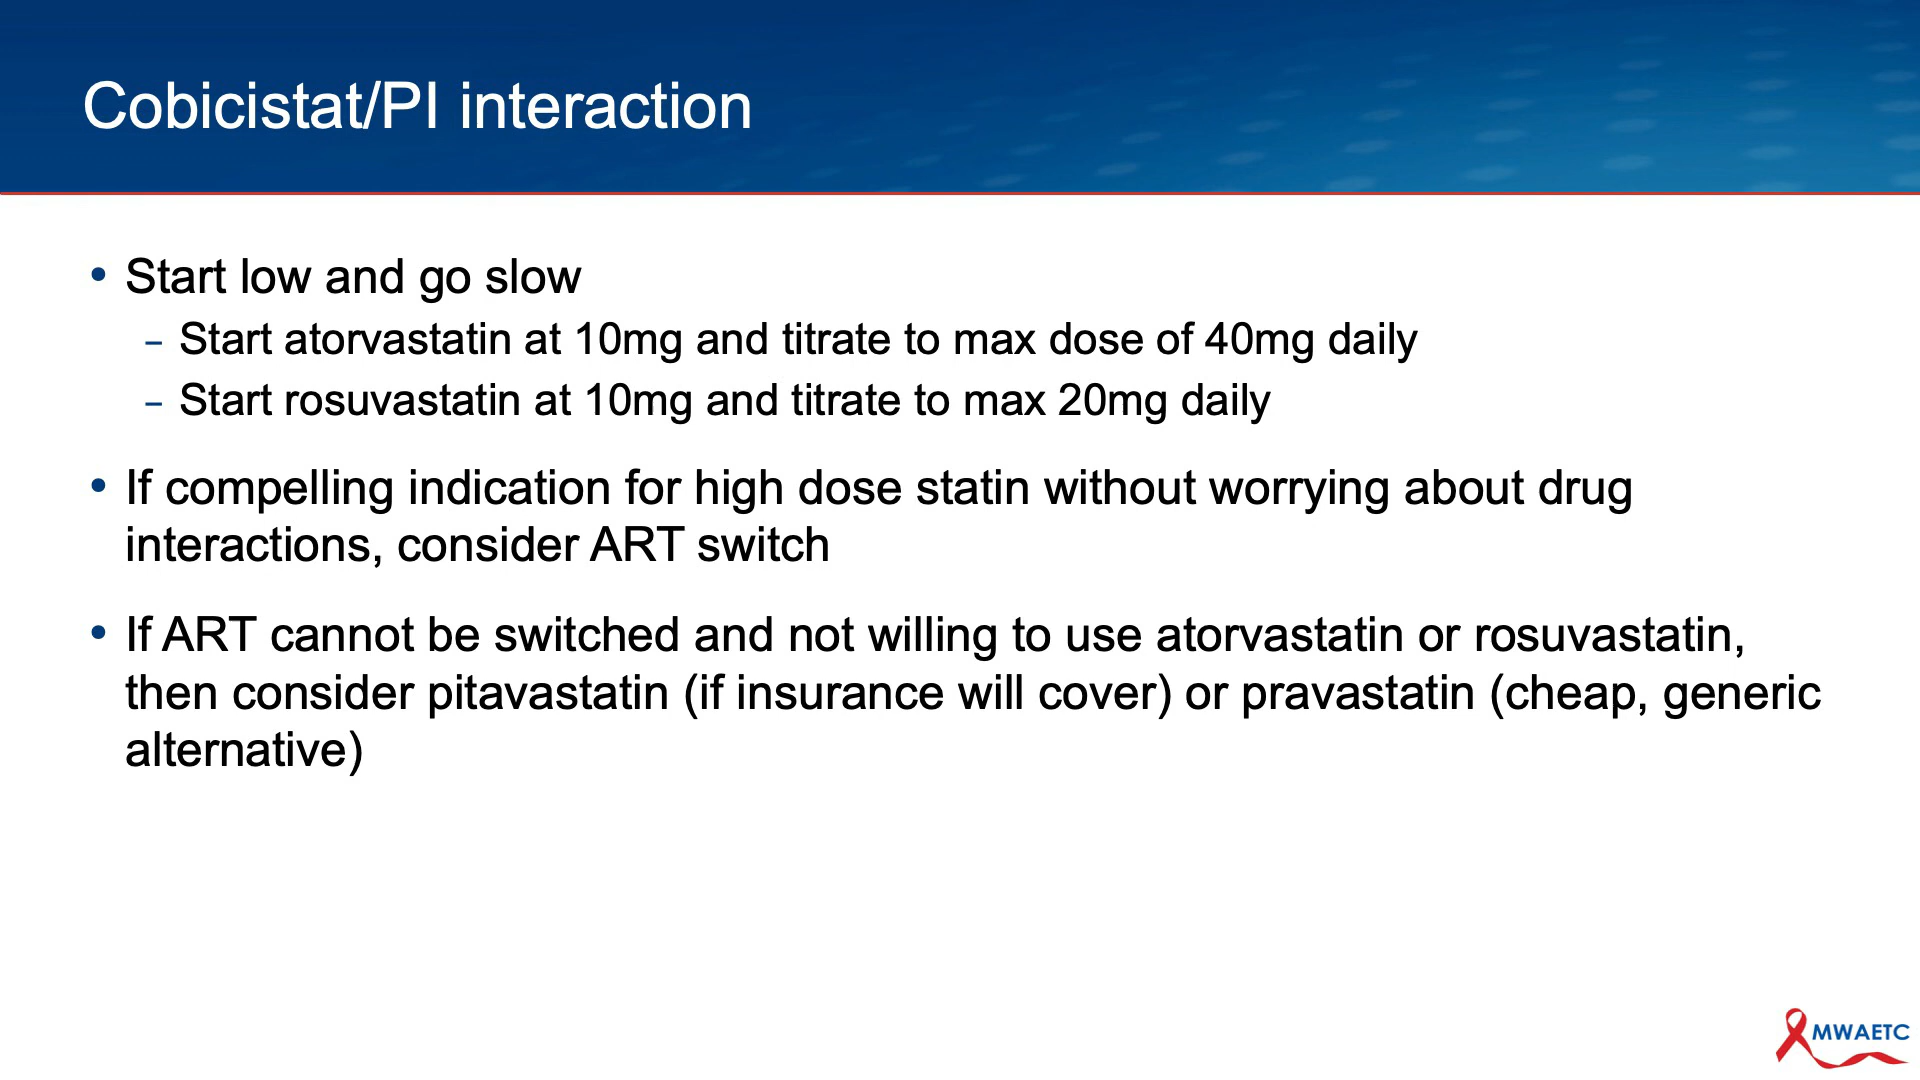 Cobicistat/PI interaction
• Start low and go slow
– Start atorvastatin at 10mg and titrate to max dose of 40mg daily
– Start rosuvastatin at 10mg and titrate to max 20mg daily
• If compelling indication for high dose statin without worrying about drug
interactions, consider ART switch
• If ART cannot be switched and not willing to use atorvastatin or rosuvastatin,
then consider pitavastatin (if insurance will cover) or pravastatin (cheap, generic
alternative)
MWAETC